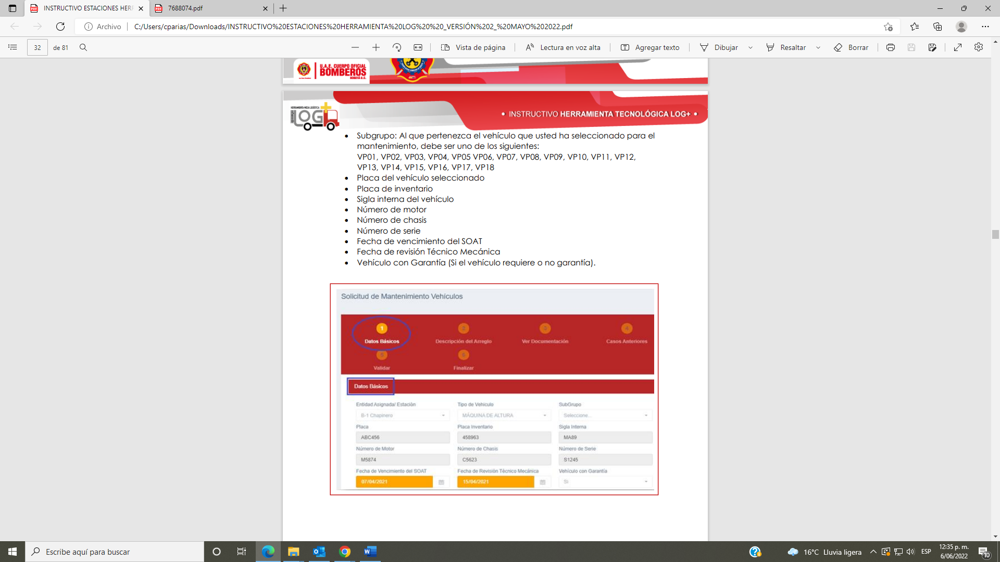 INSTRUCTIVO ESTACIONES HERR
7688074.pdf
Archivo
C:/Users/cparias/Downloads/INSTRUCTIVO%20ESTACIONES%20HERRAMIENTA%20LOG%20%20_VERSIÓN%202_%20MAYO%202022.pdf
32 de 81
Vista de página
Lectura en voz alta
Agregar texto
Dibujar
Resaltar
Borrar
U.A.E. CUERPO OFICIAL
BOMBEROS
BOGOTÁ D.C.
HERRAMIENTA MESA LOGÍSTICA
LOG
• INSTRUCTIVO HERRAMIENTA TECNOLÓGICA LOG+ •
• Subgrupo: Al que pertenezca el vehículo que usted ha seleccionado para el
mantenimiento, debe ser uno de los siguientes:
VP01, VP02, VP03, VP04, VP05 VP06, VP07, VP08, VP09, VP10, VP11, VP12,
VP13, VP14, VP15, VP16, VP17, VP18
• Placa del vehículo seleccionado
• Placa de inventario
• Sigla interna del vehículo
• Número de motor
• Número de chasis
• Número de serie
• Fecha de vencimiento del SOAT
• Fecha de revisión Técnico Mecánica
• Vehículo con Garantía (Si el vehículo requiere o no garantía).
Solicitud de Mantenimiento Vehículos
1 2 3 4
Datos Básicos Descripción del Arreglo Ver Documentación Casos Anteriores
5 6
Validar Finalizar
Datos Básicos
Entidad Asignada/ Estación Tipo de Vehículo SubGrupo
B-1 Chapinero MÁQUINA DE ALTURA Seleccione...
Placa Placa Inventario Sigla Interna
ABC456 458963 MA89
Número de Motor Número de Chasis Número de Serie
M5874 C5623 S1245
Fecha de Vencimiento del SOAT Fecha de Revisión Técnico Mecánica Vehículo con Garantía
07/04/2021 15/04/2021 Si
Escribe aquí para buscar
16°C Lluvia ligera
ESP
12:35 p. m.
6/06/2022
10